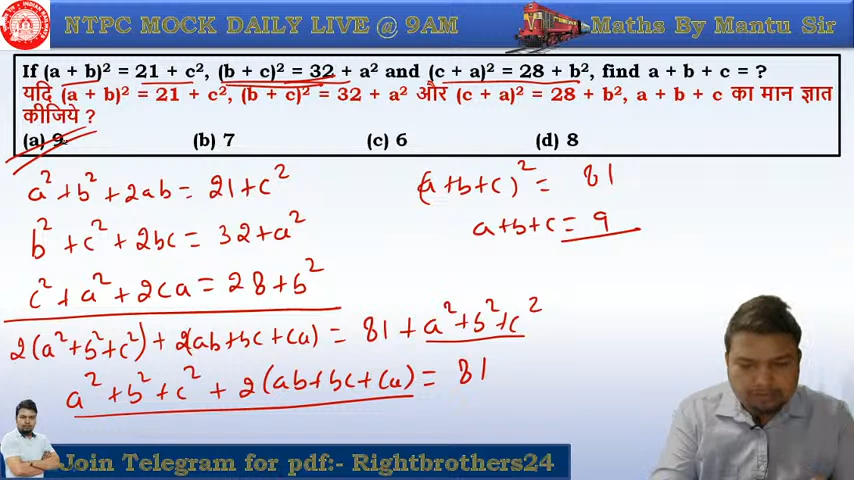 NTPC MOCK DAILY LIVE @ 9AM Maths By Mantu Sir
If (a + b)² = 21 + c², (b + c)² = 32 + a² and (c + a)² = 28 + b², find a + b + c = ?
यदि (a + b)² = 21 + c², (b + c)² = 32 + a² और (c + a)² = 28 + b², a + b + c का मान ज्ञात
कीजिये ?
(a) 9 (b) 7 (c) 6 (d) 8
a² + b² + 2ab = 21 + c²
b² + c² + 2bc = 32 + a²
c² + a² + 2ca = 28 + b²
2(a² + b² + c²) + 2(ab + bc + ca) = 81 + a² + b² + c²
a² + b² + c² + 2(ab + bc + ca) = 81
(a + b + c)² = 81
a + b + c = 9
Join Telegram for pdf:- Rightbrothers24